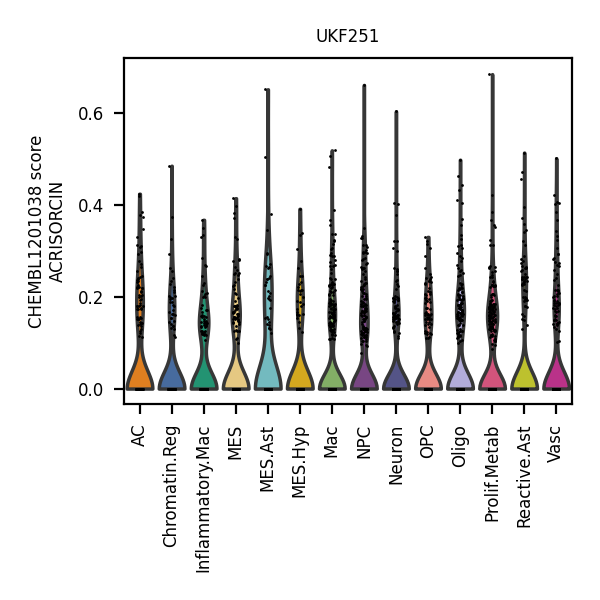 UKF251
CHEMBL1201038 score
ACRISORCIN
0.6
0.4
0.2
0.0
AC
Chromatin.Reg
Inflammatory.Mac
MES
MES.Ast
MES.Hyp
Mac
NPC
Neuron
OPC
Oligo
Prolif.Metab
Reactive.Ast
Vasc